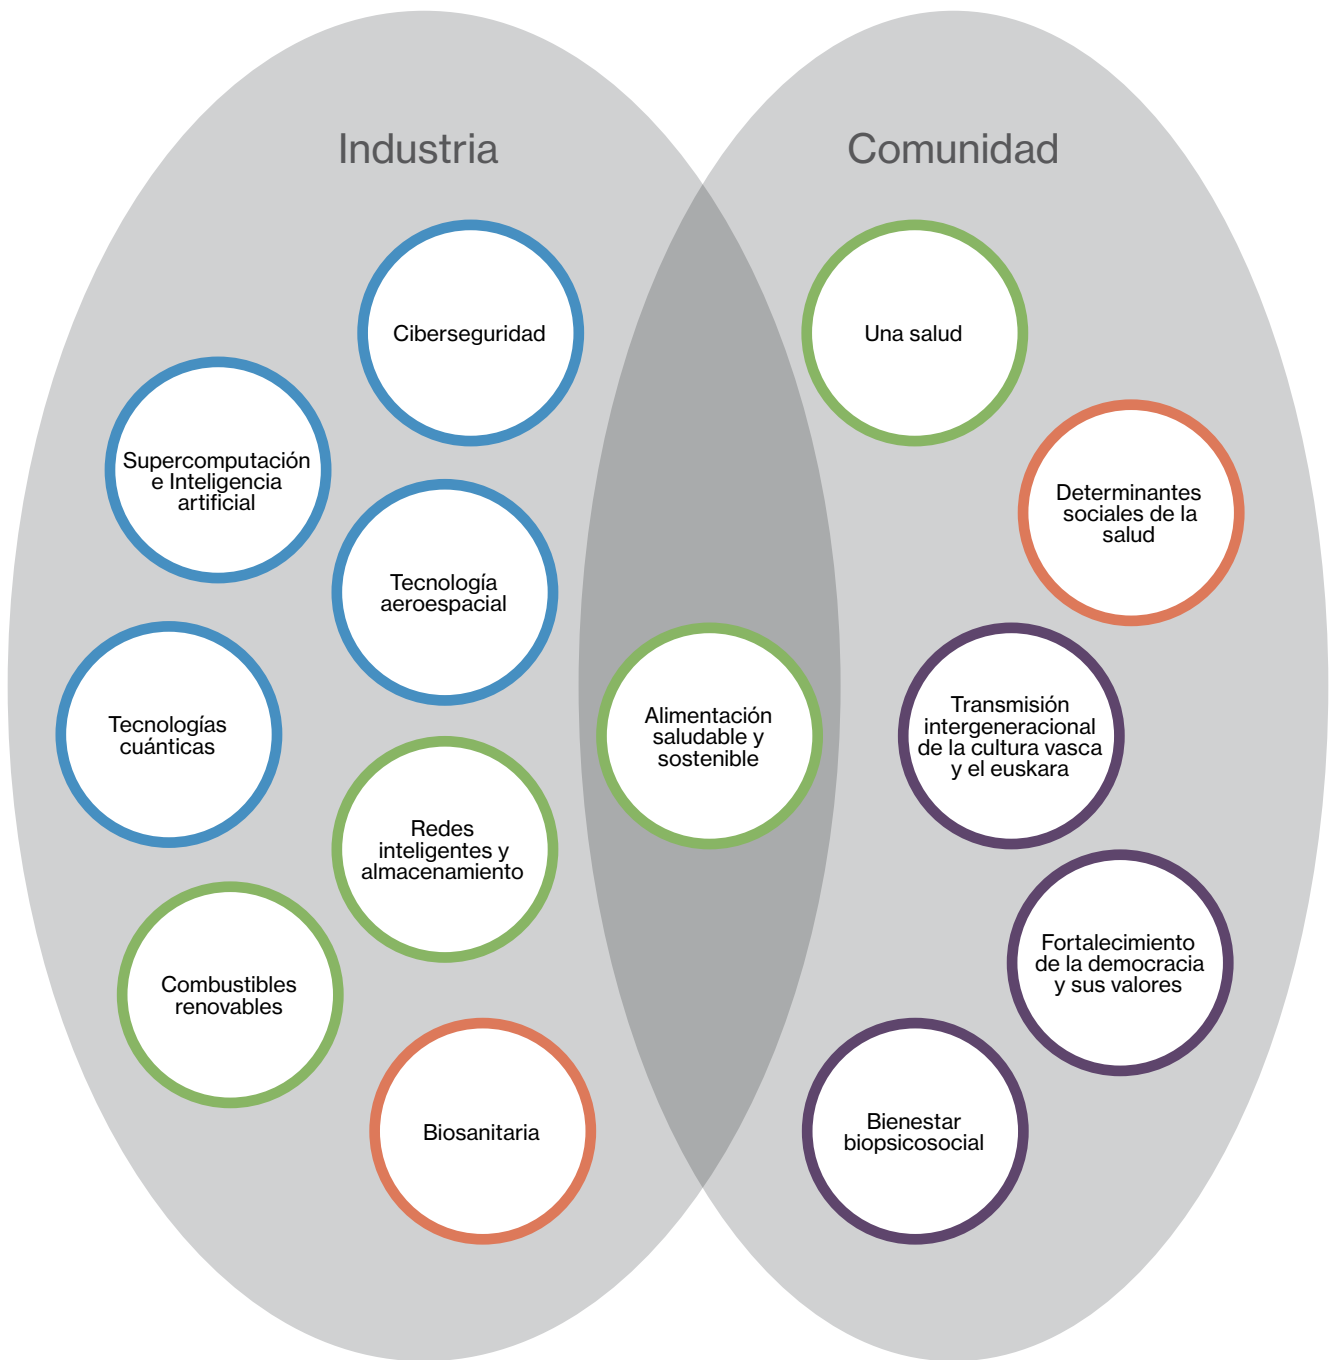 Industria
Comunidad
Ciberseguridad
Una salud
Supercomputación
e Inteligencia
artificial
Determinantes
sociales de la
salud
Tecnología
aeroespacial
Tecnologías
cuánticas
Alimentación
saludable y
sostenible
Transmisión
intergeneracional
de la cultura vasca
y el euskara
Redes
inteligentes y
almacenamiento
Combustibles
renovables
Fortalecimiento
de la democracia
y sus valores
Biosanitaria
Bienestar
biopsicosocial